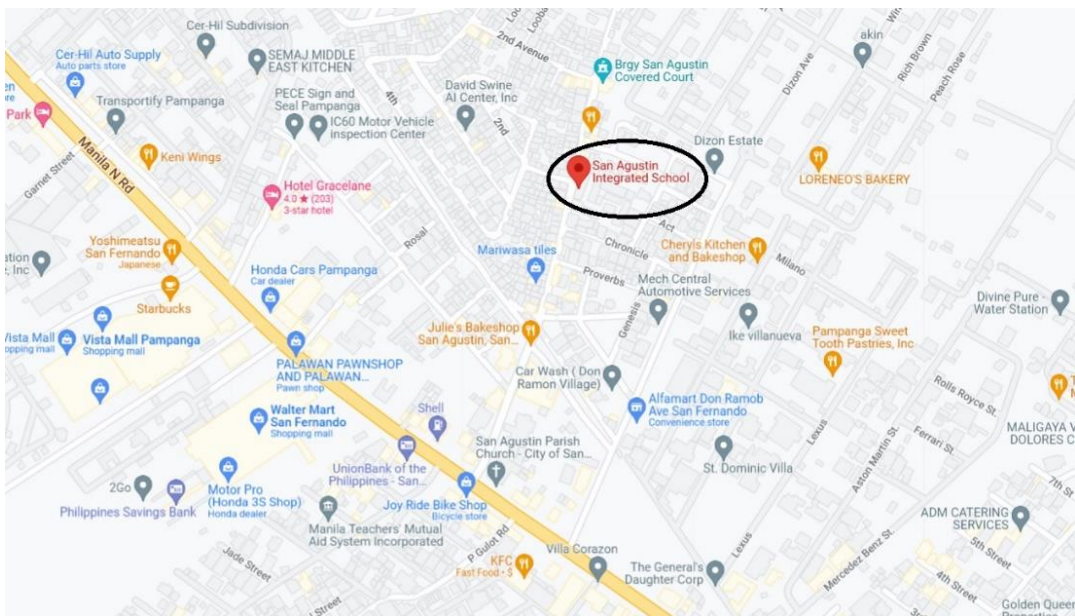 Cer-Hil Subdivision
2nd Avenue
akin
Cer-Hil Auto Supply
Auto parts store
SEMAJ MIDDLE
EAST KITCHEN
Brgy San Agustin
Covered Court
Dizon Ave
Rich Brown
Peach Rose
Transportify Pampanga
PECE Sign and
Seal Pampanga
4th
David Swine
AI Center, Inc
Park
IC60 Motor Vehicle
inspection Center
2nd
Dizon Estate
Manila N Rd
Keni Wings
San Agustin
Integrated School
LORENEO'S BAKERY
Garnet Street
Hotel Gracelane
4.0 ★ (203)
3-star hotel
Act
Rosal
Chronicle
Yoshimeatsu
San Fernando
Japanese
Mariwasa tiles
Cheryls Kitchen
and Bakeshop
Milano
Proverbs
Honda Cars Pampanga
Car dealer
Mech Central
Automotive Services
Starbucks
Genesis
Divine Pure -
Water Station
Julie's Bakeshop
San Agustin, San...
Ike villanueva
Vista Mall
Vista Mall Pampanga
Shopping mall
Pampanga Sweet
Tooth Pastries, Inc
PALAWAN PAWNSHOP
AND PALAWAN...
Pawn shop
Car Wash ( Don
Ramon Village)
Rolls Royce St.
Walter Mart
San Fernando
Shopping mall
Shell
Alfamart Don Ramob
Ave San Fernando
Convenience store
Lexus
Aston Martin St.
Ferrari St.
MALIGAYA V
DOLORES C
San Agustin Parish
Church - City of San...
UnionBank of the
Philippines - San...
St. Dominic Villa
7th St
2Go
Philippines Savings Bank
Motor Pro
(Honda 3S Shop)
Honda dealer
Joy Ride Bike Shop
Bicycle store
ADM CATERING
SERVICES
Manila Teachers' Mutual
Aid System Incorporated
P Gulot Rd
Lexus
Mercedez Benz St.
5th Street
Jade Street
KFC
Fast Food • $
Villa Corazon
The General's
Daughter Corp
4th Street
Street
Golden Queen